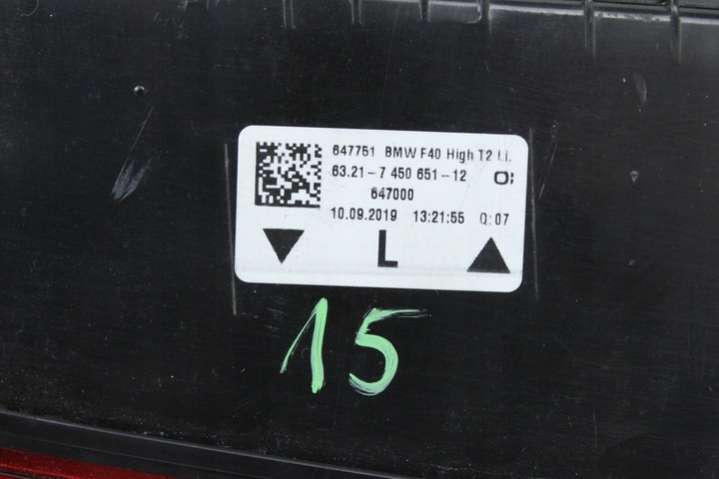 647751 BMW F40 High T2 Li.
63.21-7 450 651-12
647000
10.09.2019 13:21:55 Q:07
L
15